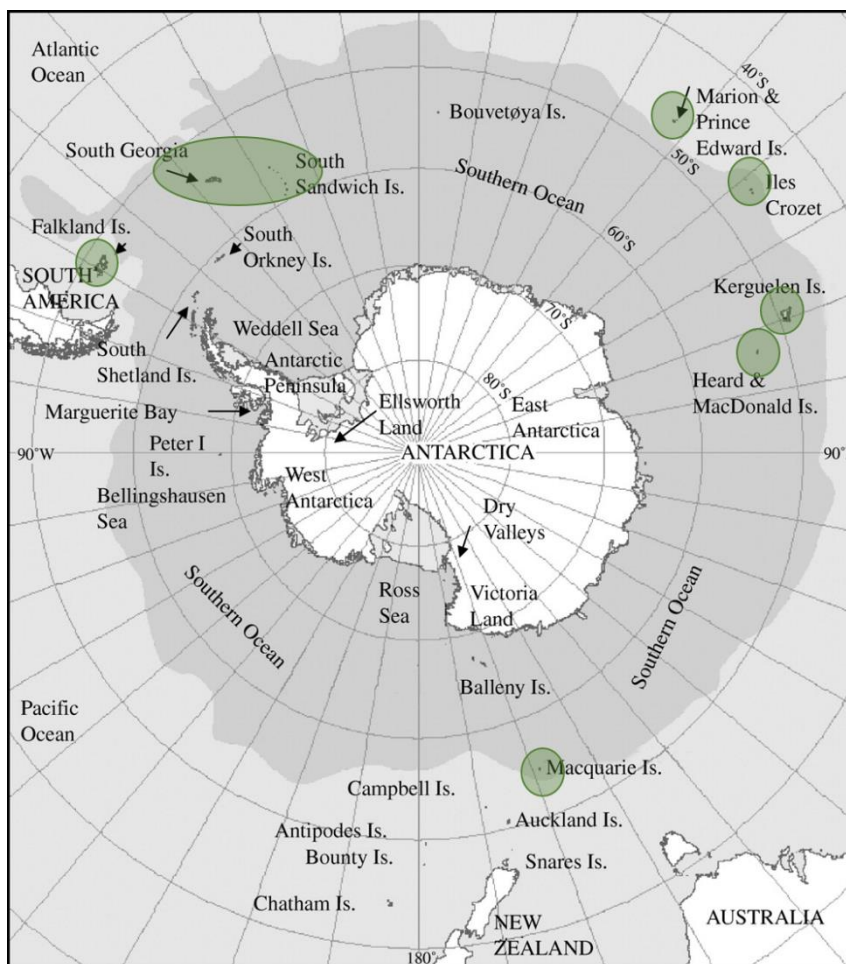 Atlantic
Ocean
40°S
Bouvetøya Is.
Marion &
Prince
Edward Is.
South Georgia
South
Sandwich Is.
50°S
Southern Ocean
Iles
Crozet
Falkland Is.
South
Orkney Is.
60°S
SOUTH
AMERICA
Kerguelen Is.
70°S
Weddell Sea
South
Shetland Is.
Antarctic
Peninsula
Heard &
MacDonald Is.
80°S
Marguerite Bay
Ellsworth
Land
East
Antarctica
90°W
Peter I
Is.
ANTARCTICA
90°
Bellingshausen
Sea
West
Antarctica
Dry
Valleys
Southern Ocean
Ross
Sea
Victoria
Land
Southern Ocean
Balleny Is.
Pacific
Ocean
Macquarie Is.
Campbell Is.
Auckland Is.
Antipodes Is.
Bounty Is.
Snares Is.
Chatham Is.
NEW
ZEALAND
AUSTRALIA
180°